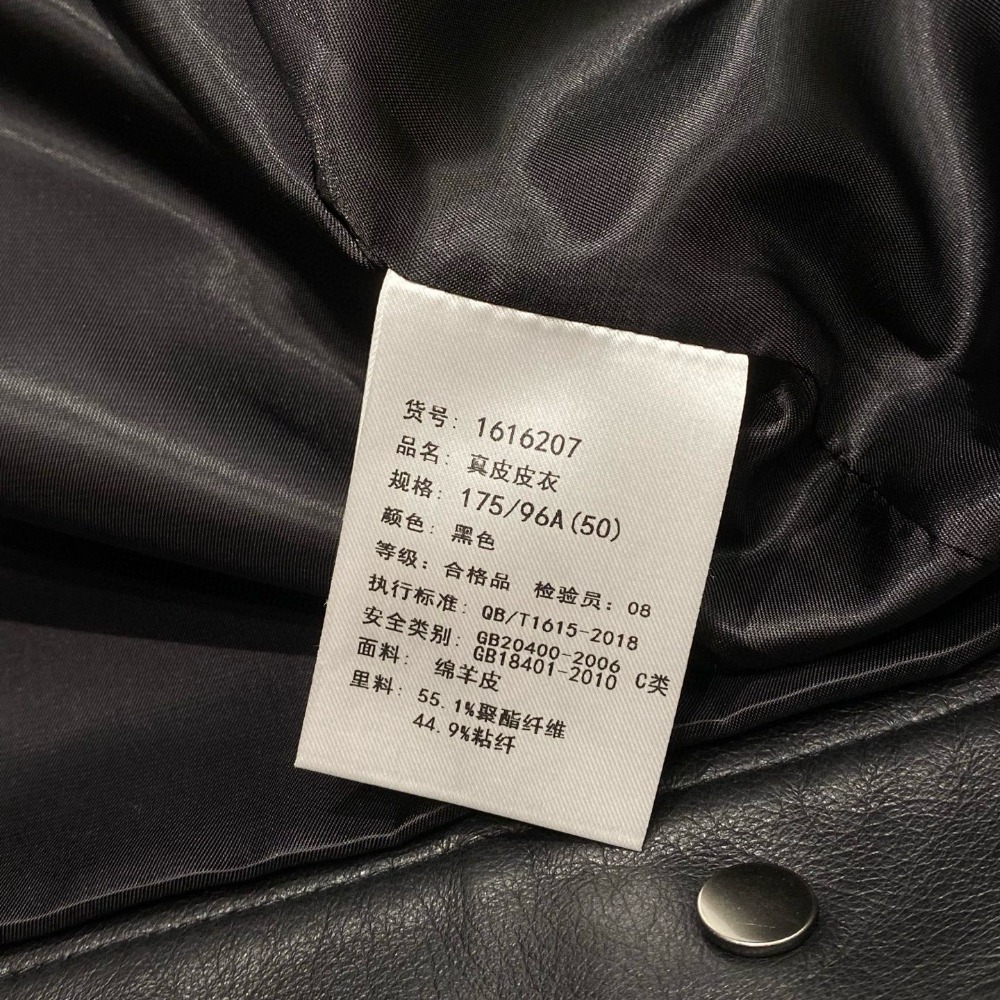 货号: 1616207
品名: 真皮皮衣
规格: 175/96A(50)
颜色: 黑色
等级: 合格品 检验员: 08
执行标准: QB/T1615-2018
安全类别: GB20400-2006
GB18401-2010 C类
面料: 绵羊皮
里料: 55.1%聚酯纤维
44.9%粘纤